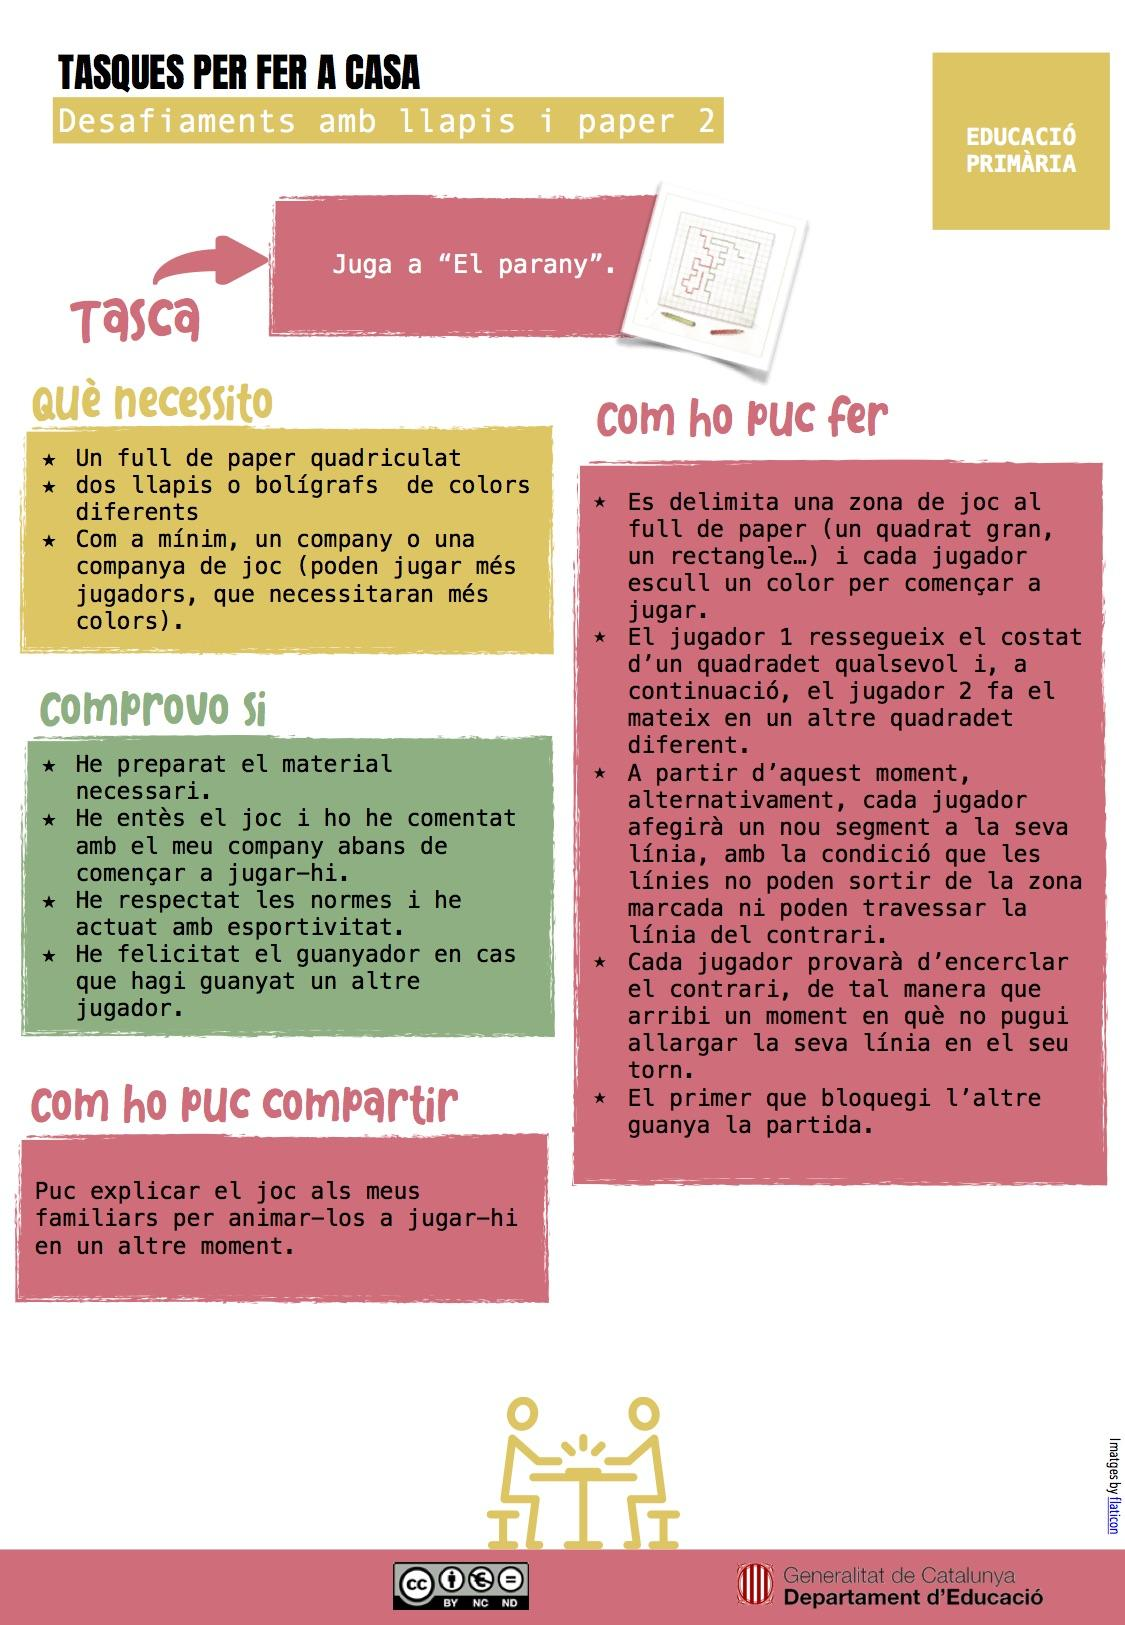 TASQUES PER FER A CASA
Desafiaments amb llapis i paper 2
EDUCACIÓ
PRIMÀRIA
Tasca
Juga a “El parany”.
Què necessito
★ Un full de paper quadriculat
★ dos llapis o bolígrafs de colors
diferents
★ Com a mínim, un company o una
companya de joc (poden jugar més
jugadors, que necessitaran més
colors).
Comprovo si
★ He preparat el material
necessari.
★ He entès el joc i ho he comentat
amb el meu company abans de
començar a jugar-hi.
★ He respectat les normes i he
actuat amb esportivitat.
★ He felicitat el guanyador en cas
que hagi guanyat un altre
jugador.
Com ho puc compartir
Puc explicar el joc als meus
familiars per animar-los a jugar-hi
en un altre moment.
Com ho puc fer
★ Es delimita una zona de joc al
full de paper (un quadrat gran,
un rectangle…) i cada jugador
escull un color per començar a
jugar.
★ El jugador 1 ressegueix el costat
d’un quadradet qualsevol i, a
continuació, el jugador 2 fa el
mateix en un altre quadradet
diferent.
★ A partir d’aquest moment,
alternativament, cada jugador
afegirà un nou segment a la seva
línia, amb la condició que les
línies no poden sortir de la zona
marcada ni poden travessar la
línia del contrari.
★ Cada jugador provarà d’encerclar
el contrari, de tal manera que
arribi un moment en què no pugui
allargar la seva línia en el seu
torn.
★ El primer que bloquegi l’altre
guanya la partida.
Imatges by flaticon
cc BY NC ND
Generalitat de Catalunya
Departament d’Educació